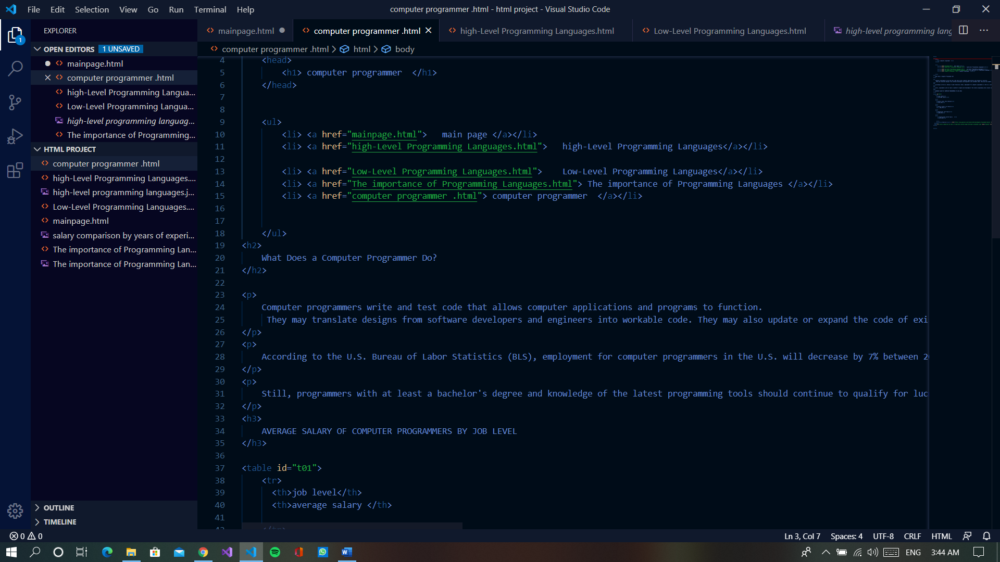 File Edit Selection View Go Run Terminal Help
computer programmer .html - html project - Visual Studio Code
EXPLORER
OPEN EDITORS 1 UNSAVED
mainpage.html
computer programmer .html
high-Level Programming Langua...
Low-Level Programming Langua...
high-level programming languag...
The importance of Programming...
HTML PROJECT
computer programmer .html
high-Level Programming Languages....
high-level programming languages.j...
Low-Level Programming Languages....
mainpage.html
salary comparison by years of experi...
The importance of Programming Lan...
The importance of Programming Lan...
OUTLINE
TIMELINE
mainpage.html
computer programmer .html
high-Level Programming Languages.html
Low-Level Programming Languages.html
high-level programming lang
computer programmer .html > html > body
4 <head>
5 <h1> computer programmer  </h1>
6 </head>
7
8
9 <ul>
10 <li> <a href="mainpage.html">   main page </a></li>
11 <li> <a href="high-Level Programming Languages.html">   high-Level Programming Languages</a></li>
12
13 <li> <a href="Low-Level Programming Languages.html">    Low-Level Programming Languages</a></li>
14 <li> <a href="The importance of Programming Languages.html"> The importance of Programming Languages </a></li>
15 <li> <a href="computer programmer .html"> computer programmer  </a></li>
16
17
18 </ul>
19 <h2>
20 What Does a Computer Programmer Do?
21 </h2>
22
23 <p>
24 Computer programmers write and test code that allows computer applications and programs to function.
25 They may translate designs from software developers and engineers into workable code. They may also update or expand the code of exi
26 </p>
27 <p>
28 According to the U.S. Bureau of Labor Statistics (BLS), employment for computer programmers in the U.S. will decrease by 7% between 2
29 </p>
30 <p>
31 Still, programmers with at least a bachelor's degree and knowledge of the latest programming tools should continue to qualify for luc
32 </p>
33 <h3>
34 AVERAGE SALARY OF COMPUTER PROGRAMMERS BY JOB LEVEL
35 </h3>
36
37 <table id="t01">
38 <tr>
39 <th>job level</th>
40 <th>average salary </th>
41
42 </tr>
0 0
Ln 3, Col 7 Spaces: 4 UTF-8 CRLF HTML
ENG 3:44 AM